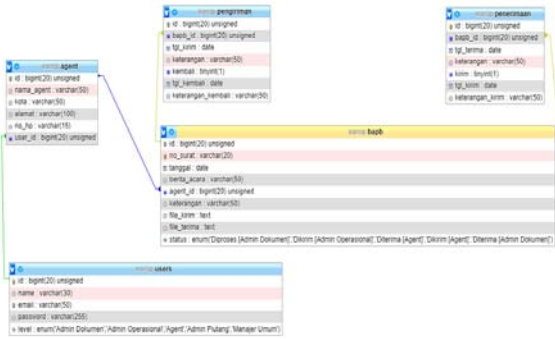 pengiriman
id : bigint(20) unsigned
bapb_id : bigint(20) unsigned
tgl_kirim : date
keterangan : varchar(50)
kembali : tinyint(1)
tgl_kembali : date
keterangan_kembali : varchar(50)
penerimaan
id : bigint(20) unsigned
bapb_id : bigint(20) unsigned
tgl_terima : date
keterangan : varchar(50)
kirim : tinyint(1)
tgl_kirim : date
keterangan_kirim : varchar(50)
agent
id : bigint(20) unsigned
nama_agent : varchar(50)
kota : varchar(50)
alamat : varchar(100)
no_hp : varchar(15)
user_id : bigint(20) unsigned
bapb
id : bigint(20) unsigned
no_surat : varchar(20)
tanggal : date
berita_acara : varchar(50)
agent_id : bigint(20) unsigned
keterangan : varchar(50)
file_kirim : text
file_terima : text
status : enum('Diproses [Admin Dokumen]','Dikirim [Admin Operasional]','Diterima [Agent]','Dikirim [Agent]','Diterima [Admin Dokumen]')
users
id : bigint(20) unsigned
name : varchar(30)
email : varchar(50)
password : varchar(255)
level : enum('Admin Dokumen','Admin Operasional','Agent','Admin Piutang','Manajer Umum')